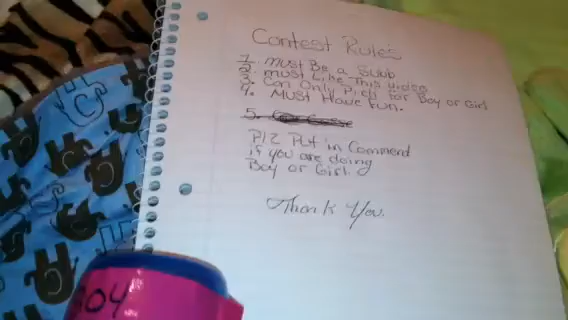 Contest Rules
1. must Be a Subb
2. must Like This video
3. Can Only Pick for Boy or Girl
4. Must Have Fun.
5.
Plz Put in Comment
if you are doing
Boy or Girl.
Thank You.
BOY